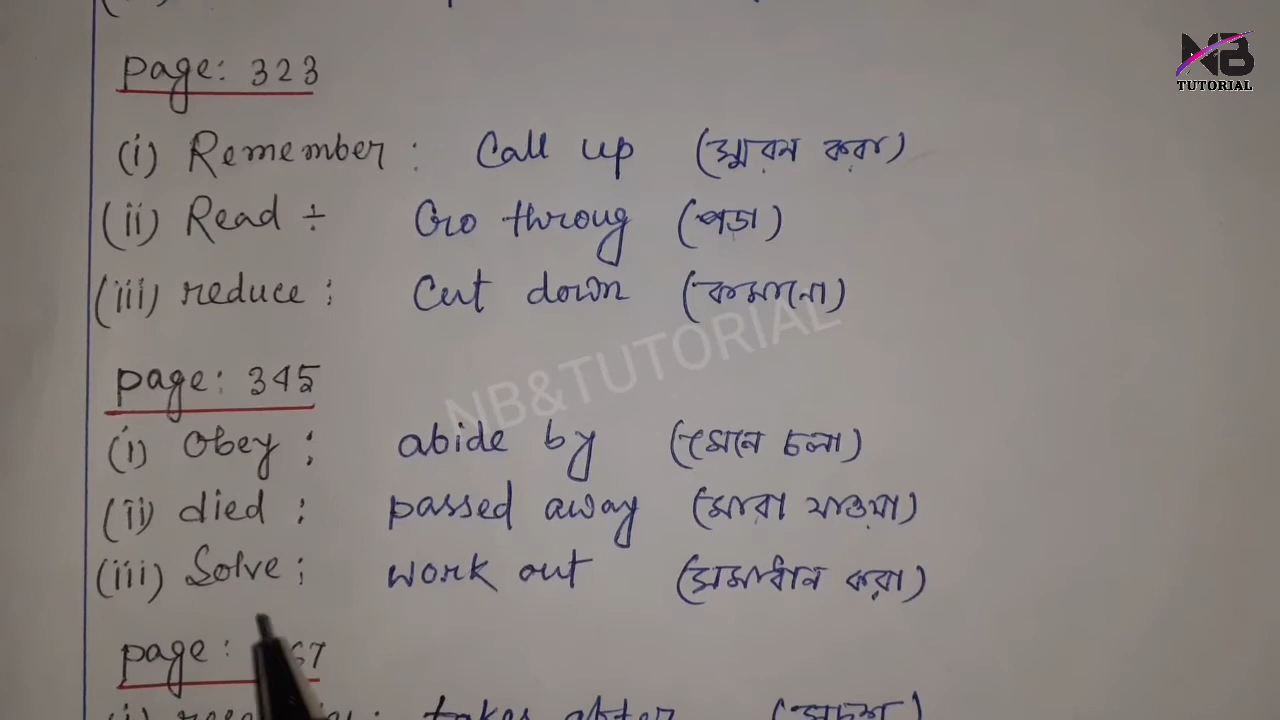 NB
TUTORIAL
page: 323
(i) Remember : Call up (স্মরন করা)
(ii) Read ÷ Go throug (পড়া)
(iii) reduce : Cut down (কমানো)
NB&TUTORIAL
page: 345
(i) Obey : abide by (মেনে চলা)
(ii) died : passed away (মারা যাওয়া)
(iii) Solve : work out (সমাধান করা)
page: 67
(i) takes after